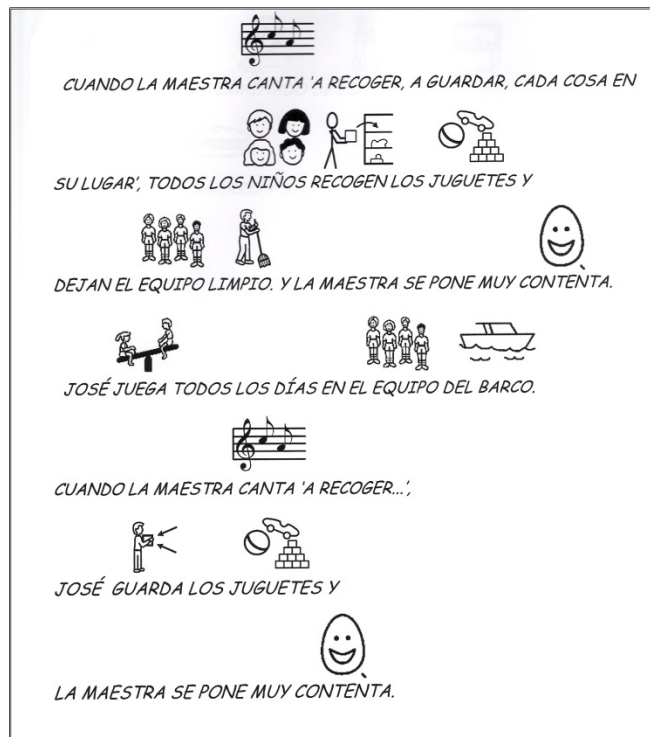 CUANDO LA MAESTRA CANTA 'A RECOGER, A GUARDAR, CADA COSA EN
SU LUGAR', TODOS LOS NIÑOS RECOGEN LOS JUGUETES Y
DEJAN EL EQUIPO LIMPIO. Y LA MAESTRA SE PONE MUY CONTENTA.
JOSÉ JUEGA TODOS LOS DÍAS EN EL EQUIPO DEL BARCO.
CUANDO LA MAESTRA CANTA 'A RECOGER...',
JOSÉ GUARDA LOS JUGUETES Y
LA MAESTRA SE PONE MUY CONTENTA.